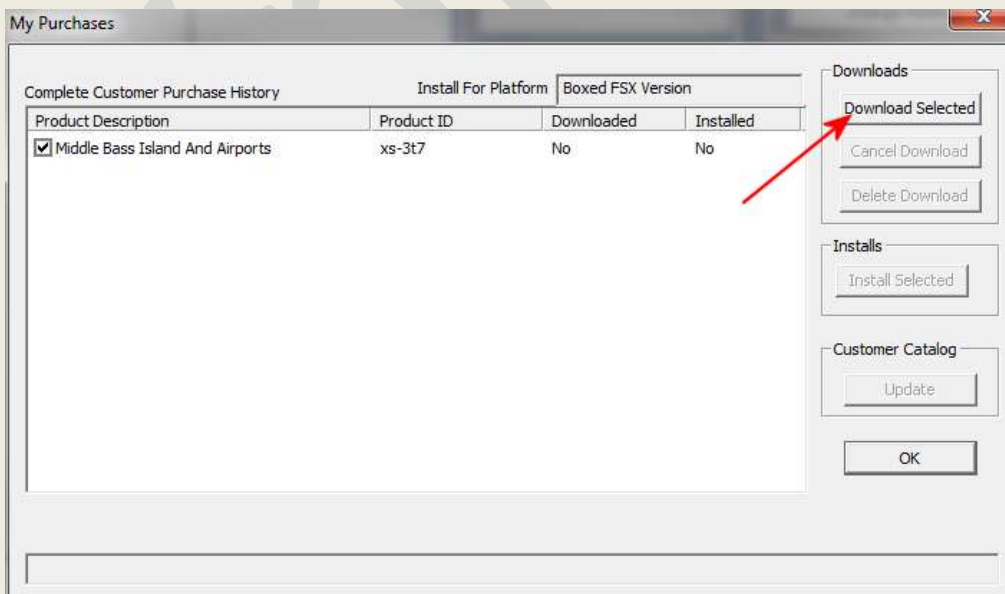 My Purchases
Complete Customer Purchase History
Install For Platform Boxed FSX Version
Product Description Product ID Downloaded Installed
Middle Bass Island And Airports xs-3t7 No No
Downloads
Download Selected
Cancel Download
Delete Download
Installs
Install Selected
Customer Catalog
Update
OK